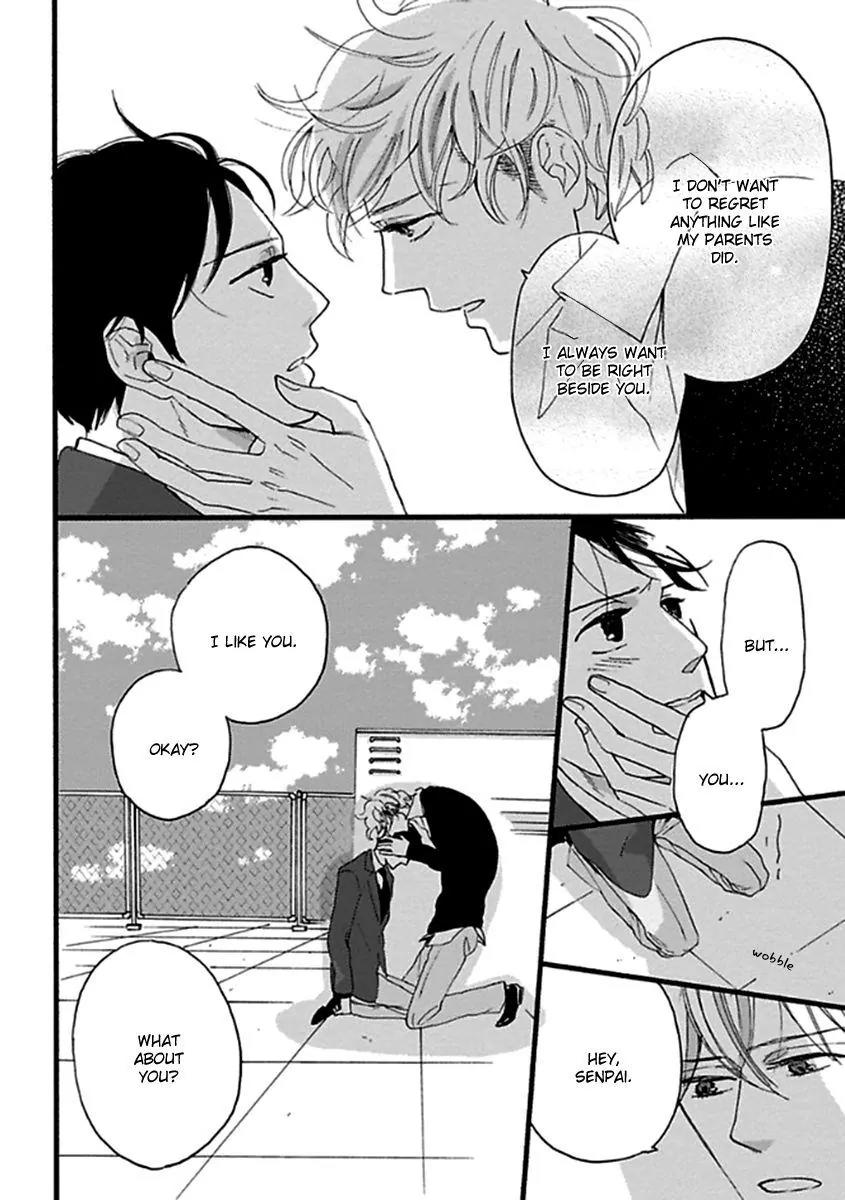 I DON'T WANT
TO REGRET
ANYTHING LIKE
MY PARENTS
DID.
I ALWAYS WANT
TO BE RIGHT
BESIDE YOU.
BUT...
YOU...
wobble
HEY,
SENPAI.
I LIKE YOU.
OKAY?
WHAT
ABOUT
YOU?